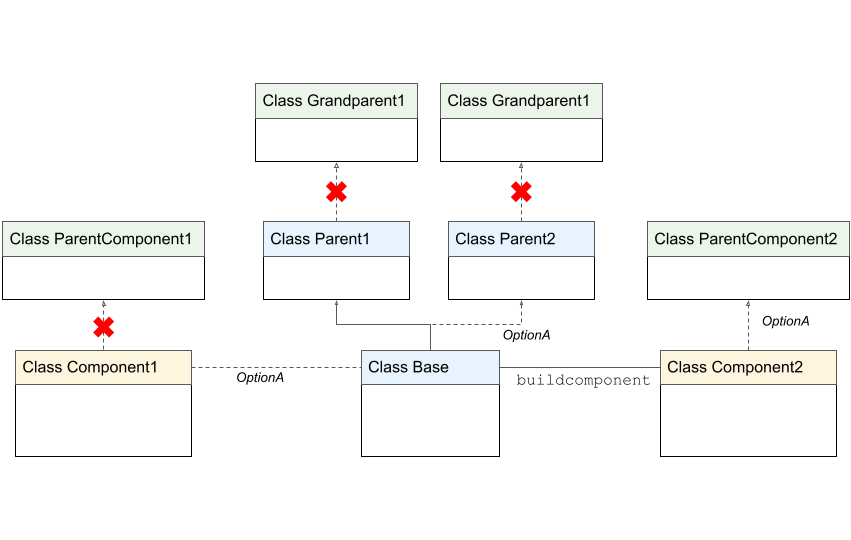 Class Grandparent1
Class Grandparent1
Class ParentComponent1
Class Parent1
Class Parent2
Class ParentComponent2
OptionA
OptionA
Class Component1
OptionA
Class Base
buildcomponent
Class Component2